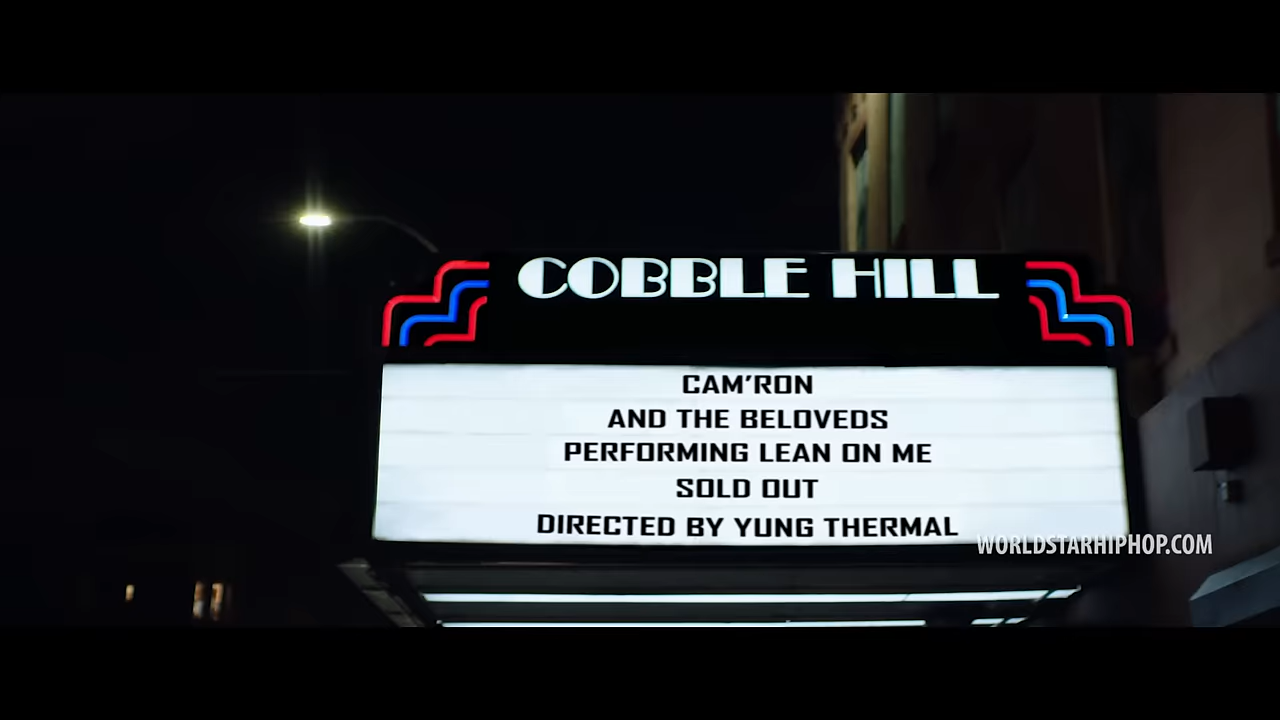 COBBLE HILL
CAM'RON
AND THE BELOVEDS
PERFORMING LEAN ON ME
SOLD OUT
DIRECTED BY YUNG THERMAL
WORLDSTARHIPHOP.COM